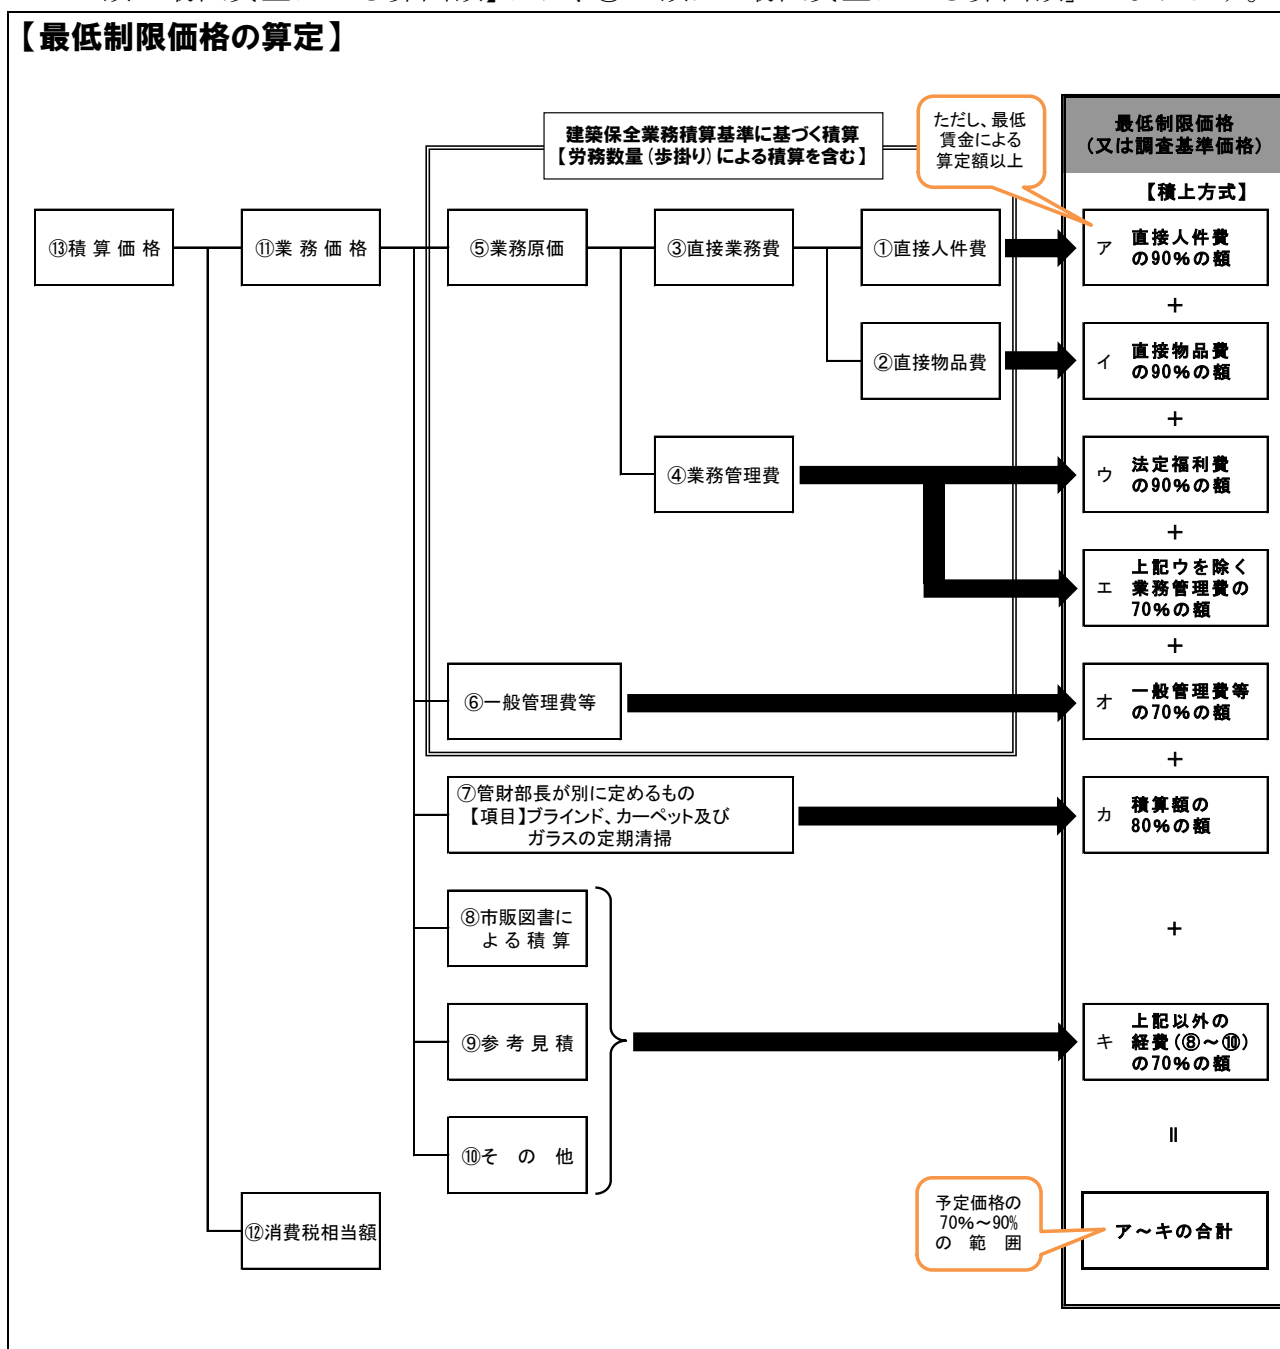 【最低制限価格の算定】
建築保全業務積算基準に基づく積算
【労務数量(歩掛り)による積算を含む】
ただし、最低
賃金による
算定額以上
最低制限価格
(又は調査基準価格)
【積上方式】
⑬積算価格
⑪業務価格
⑤業務原価
③直接業務費
①直接人件費
ア 直接人件費
の90%の額
+
②直接物品費
イ 直接物品費
の90%の額
+
④業務管理費
ウ 法定福利費
の90%の額
+
エ 上記ウを除く
業務管理費の
70%の額
+
⑥一般管理費等
オ 一般管理費等
の70%の額
+
⑦管財部長が別に定めるもの
【項目】ブラインド、カーペット及び
ガラスの定期清掃
カ 積算額の
80%の額
⑧市販図書に
よる積算
+
⑨参考見積
キ 上記以外の
経費(⑧~⑩)
の70%の額
⑩その他
=
⑫消費税相当額
予定価格の
70%~90%
の範囲
ア~キの合計